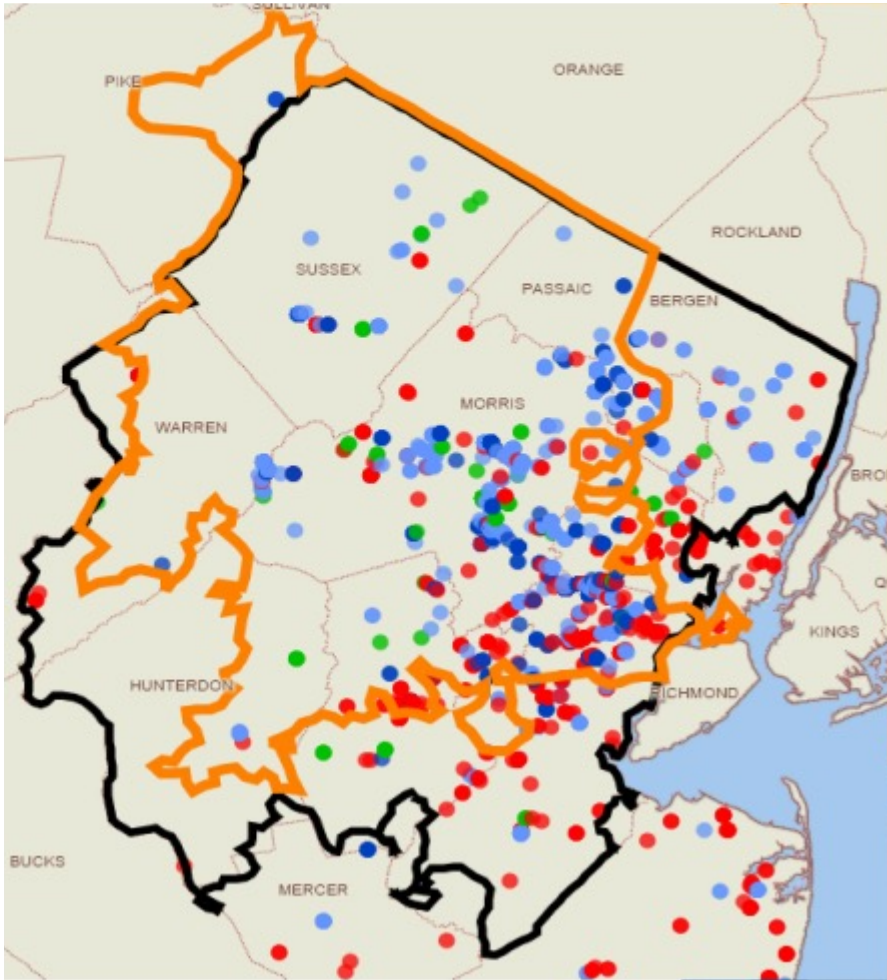 SULLIVAN
PIKE
ORANGE
ROCKLAND
SUSSEX
PASSAIC
BERGEN
MORRIS
WARREN
BRO
KINGS
HUNTERDON
RICHMOND
BUCKS
MERCER